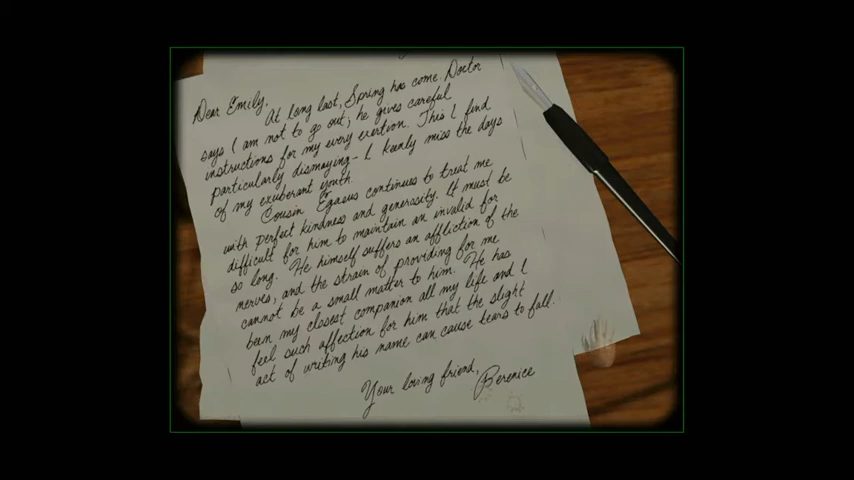 Dear Emily,
At long last, Spring has come. Doctor
says I am not to go out; he gives careful
instructions for my every exertion. This I find
particularly dismaying - I keenly miss the days
of my exuberant youth.
Cousin Egaeus continues to treat me
with perfect kindness and generosity. It must be
difficult for him to maintain an invalid for
so long. He himself suffers an affliction of the
nerves, and the strain of providing for me
cannot be a small matter to him. He has
been my closest companion all my life and I
feel such affection for him that the slight
act of writing his name can cause tears to fall.
Your loving friend,
Berenice